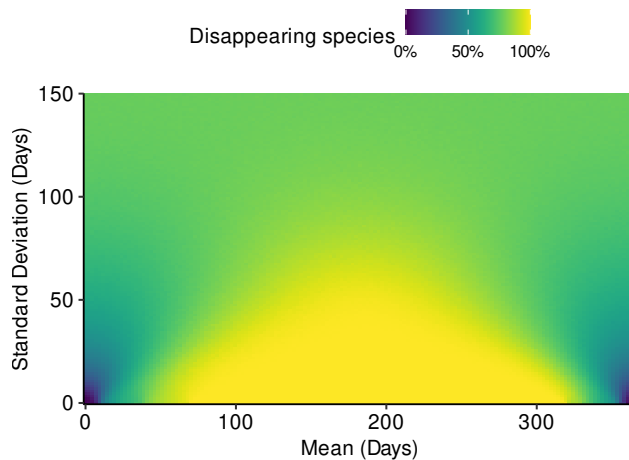 Disappearing species
0% 50% 100%
Standard Deviation (Days)
150
100
50
0
0 100 200 300
Mean (Days)